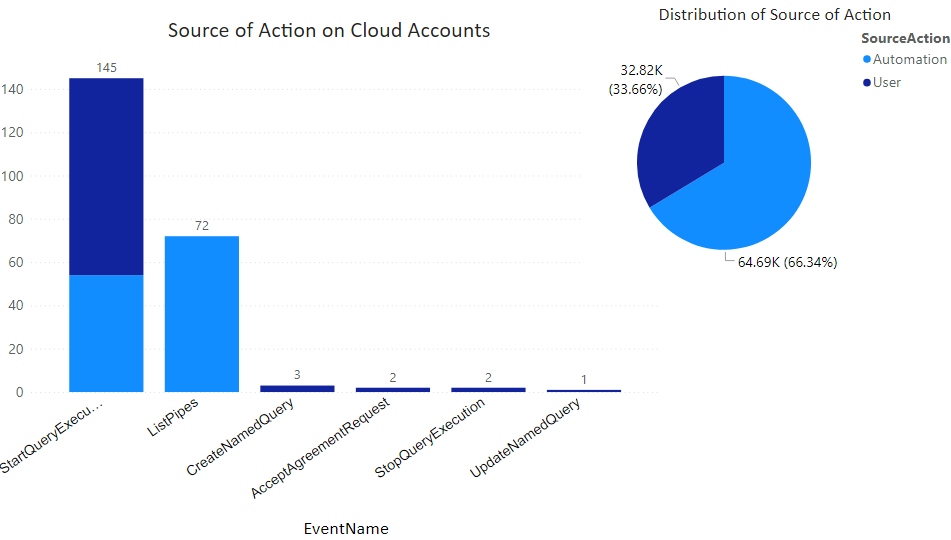 Source of Action on Cloud Accounts
145
72
3
2
2
1
140
120
100
80
60
40
20
0
StartQueryExecu...
ListPipes
CreateNamedQuery
AcceptAgreementRequest
StopQueryExecution
UpdateNamedQuery
EventName
Distribution of Source of Action
SourceAction
Automation
User
32.82K
(33.66%)
64.69K (66.34%)